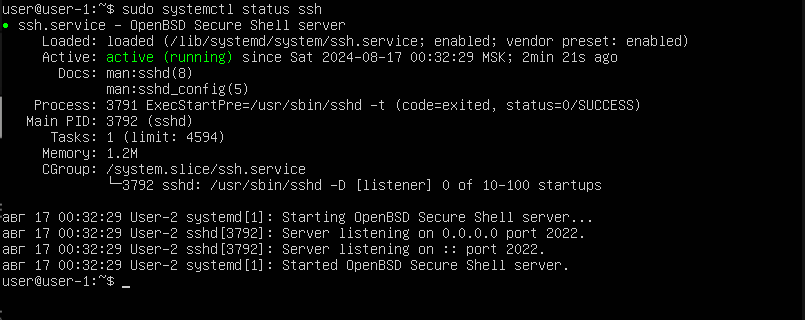 user@user-1:~$ sudo systemctl status ssh
● ssh.service – OpenBSD Secure Shell server
Loaded: loaded (/lib/systemd/system/ssh.service; enabled; vendor preset: enabled)
Active: active (running) since Sat 2024-08-17 00:32:29 MSK; 2min 21s ago
Docs: man:sshd(8)
man:sshd_config(5)
Process: 3791 ExecStartPre=/usr/sbin/sshd -t (code=exited, status=0/SUCCESS)
Main PID: 3792 (sshd)
Tasks: 1 (limit: 4594)
Memory: 1.2M
CGroup: /system.slice/ssh.service
└─3792 sshd: /usr/sbin/sshd -D [listener] 0 of 10-100 startups
авг 17 00:32:29 User-2 systemd[1]: Starting OpenBSD Secure Shell server...
авг 17 00:32:29 User-2 sshd[3792]: Server listening on 0.0.0.0 port 2022.
авг 17 00:32:29 User-2 sshd[3792]: Server listening on :: port 2022.
авг 17 00:32:29 User-2 systemd[1]: Started OpenBSD Secure Shell server.
user@user-1:~$ _